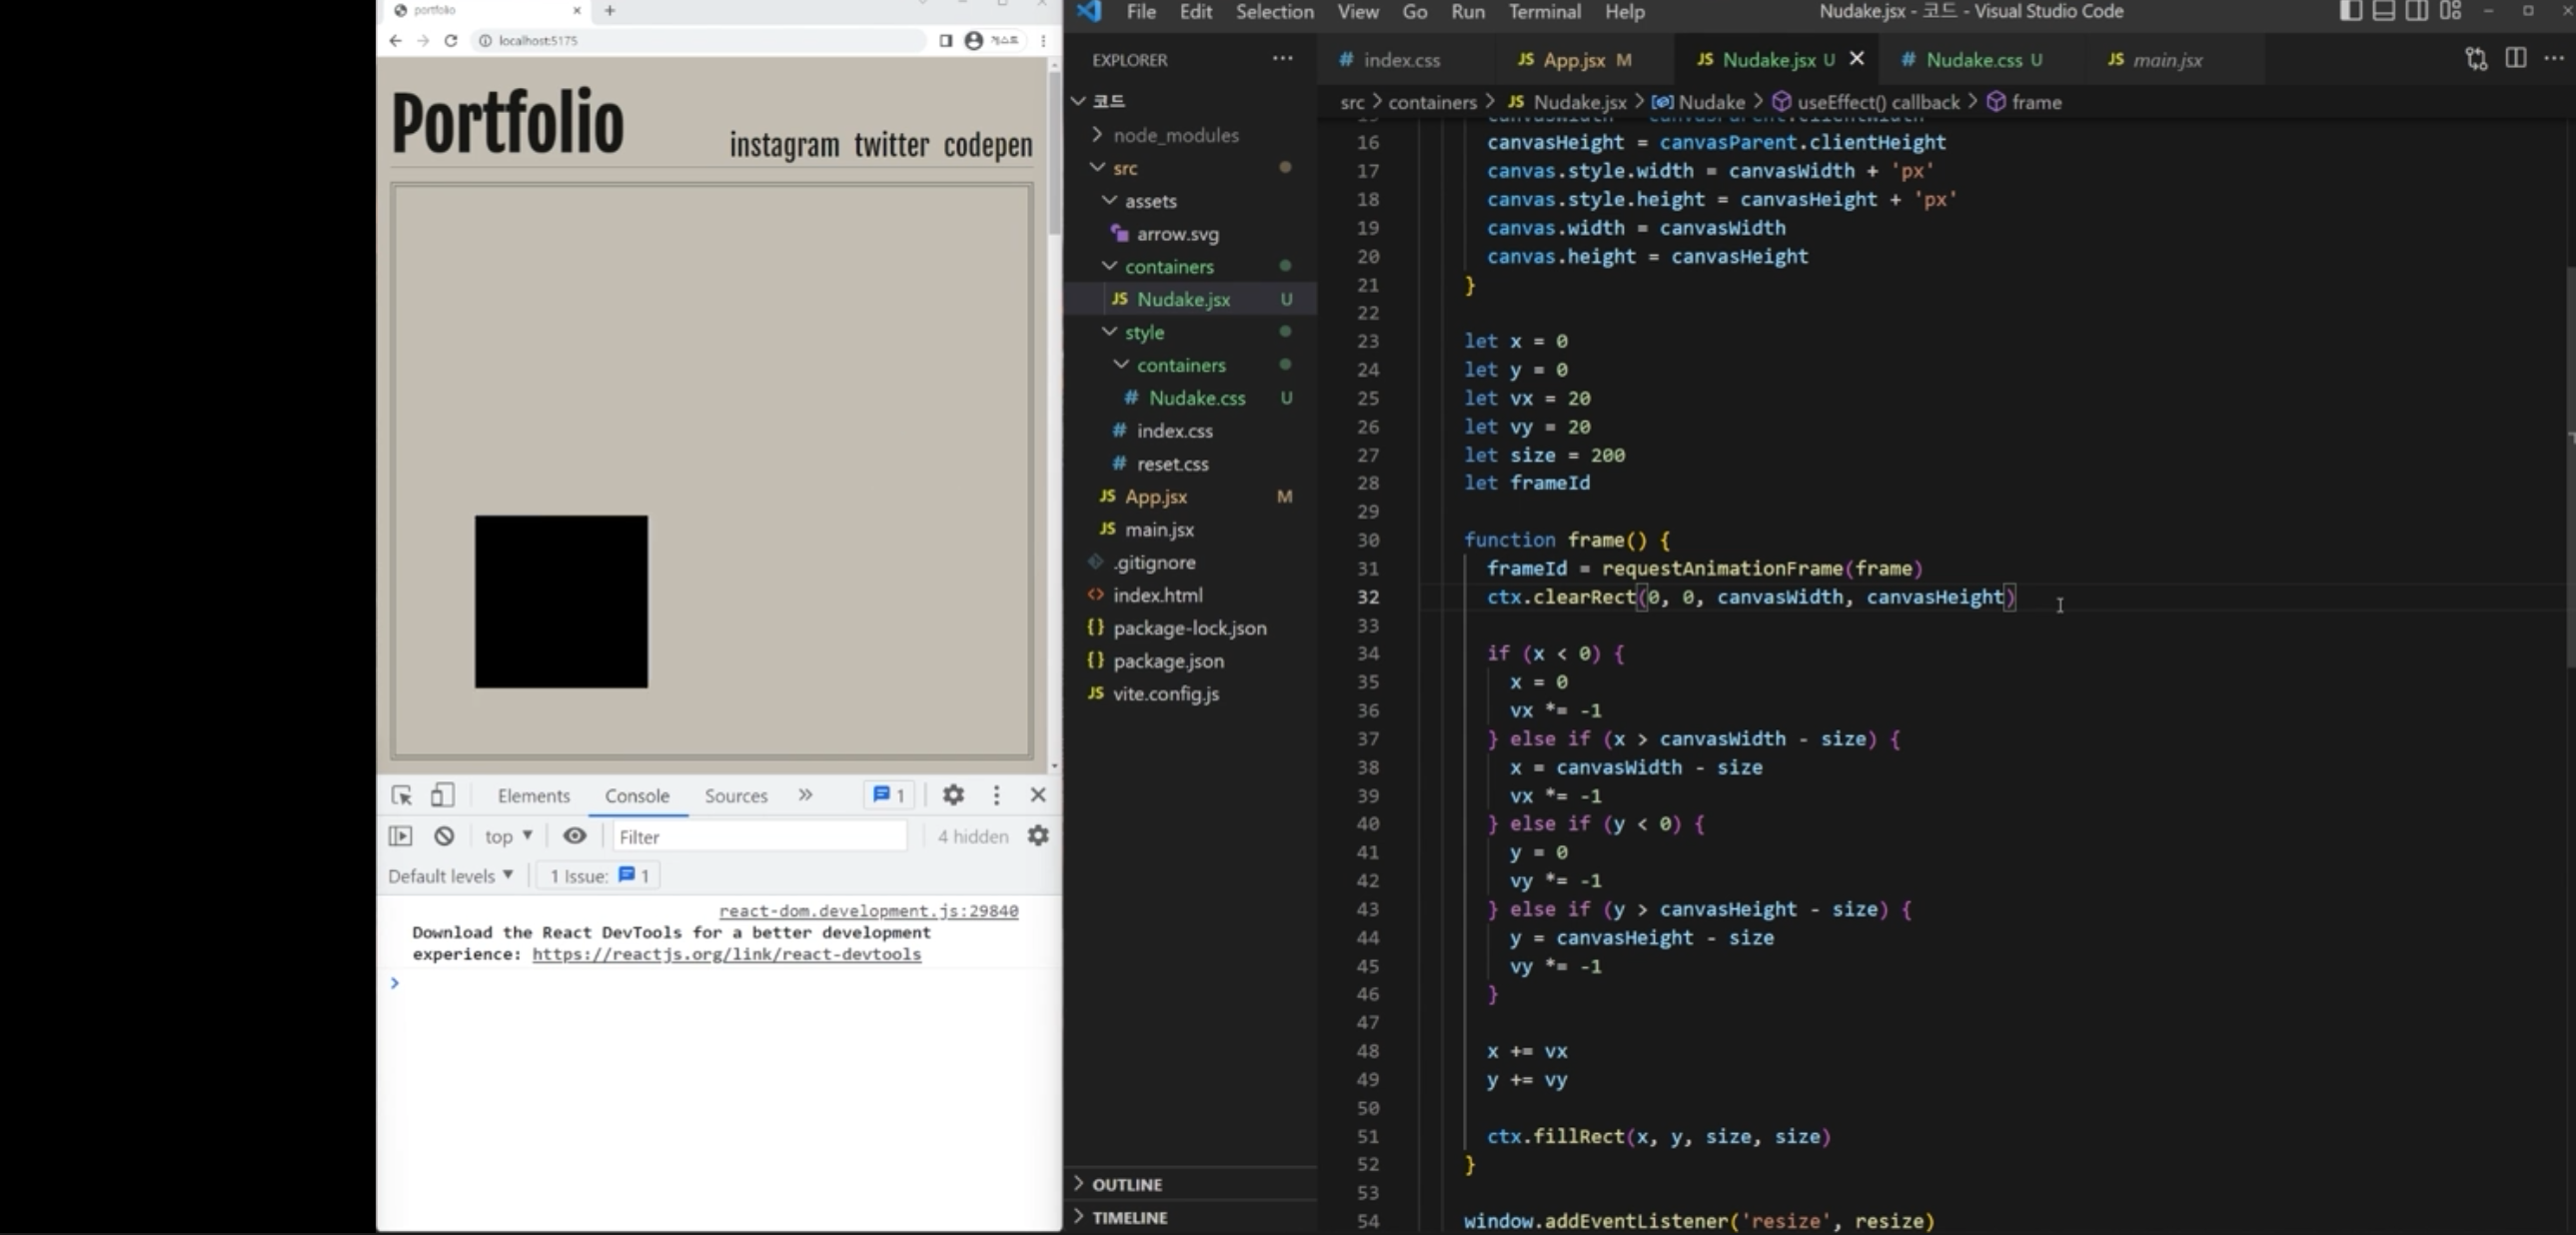 portfolio
localhost:5175
게스트
Portfolio
instagram twitter codepen
Elements Console Sources 1
top Filter 4 hidden
Default levels 1 Issue: 1
react-dom.development.js:29840
Download the React DevTools for a better development
experience: https://reactjs.org/link/react-devtools
File Edit Selection View Go Run Terminal Help
Nudake.jsx - 코드 - Visual Studio Code
EXPLORER
코드
node_modules
src
assets
arrow.svg
containers
JS Nudake.jsx U
style
containers
# Nudake.css U
# index.css
# reset.css
JS App.jsx M
JS main.jsx
.gitignore
<> index.html
{} package-lock.json
{} package.json
JS vite.config.js
OUTLINE
TIMELINE
# index.css JS App.jsx M JS Nudake.jsx U # Nudake.css U JS main.jsx
src > containers > JS Nudake.jsx > Nudake > useEffect() callback > frame
15 canvasWidth = canvasParent.clientWidth
16 canvasHeight = canvasParent.clientHeight
17 canvas.style.width = canvasWidth + 'px'
18 canvas.style.height = canvasHeight + 'px'
19 canvas.width = canvasWidth
20 canvas.height = canvasHeight
21 }
22
23 let x = 0
24 let y = 0
25 let vx = 20
26 let vy = 20
27 let size = 200
28 let frameId
29
30 function frame() {
31 frameId = requestAnimationFrame(frame)
32 ctx.clearRect(0, 0, canvasWidth, canvasHeight)
33
34 if (x < 0) {
35 x = 0
36 vx *= -1
37 } else if (x > canvasWidth - size) {
38 x = canvasWidth - size
39 vx *= -1
40 } else if (y < 0) {
41 y = 0
42 vy *= -1
43 } else if (y > canvasHeight - size) {
44 y = canvasHeight - size
45 vy *= -1
46 }
47
48 x += vx
49 y += vy
50
51 ctx.fillRect(x, y, size, size)
52 }
53
54 window.addEventListener('resize', resize)